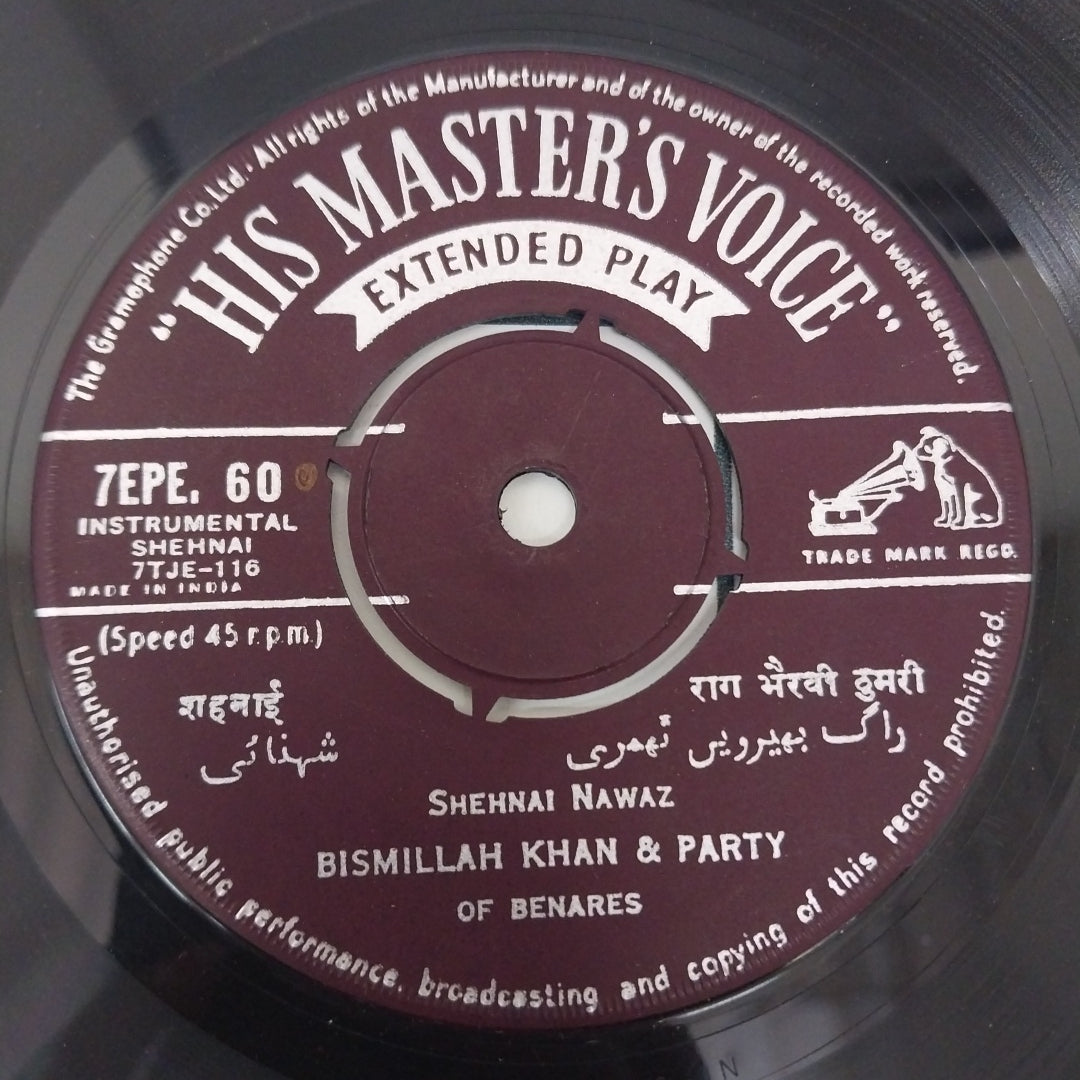 The Gramophone Co. Ltd. All rights of the Manufacturer and of the owner of the recorded work reserved.
"HIS MASTER'S VOICE"
EXTENDED PLAY
7EPE. 60
INSTRUMENTAL
SHEHNAI
7TJE-116
MADE IN INDIA
TRADE MARK REGD.
(Speed 45 r.p.m.)
शहनाई
राग भैरवी ठुमरी
شہنائی
راگ بھیرویں ٹھمری
SHEHNAI NAWAZ
BISMILLAH KHAN & PARTY
OF BENARES
Unauthorised public performance, broadcasting and copying of this record prohibited.
N